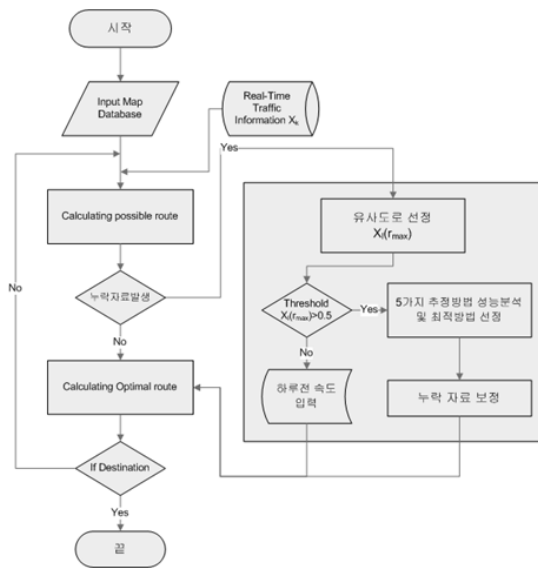 시작
Input Map
Database
Real-Time
Traffic
Information Xk
Yes
Calculating possible route
유사도로 선정
Xi(rmax)
No
누락자료발생
Threshold
Xi(rmax)>0.5
Yes
5가지 추정방법 성능분석
및 최적방법 선정
No
No
Calculating Optimal route
하루전 속도
입력
누락 자료 보정
If Destination
Yes
끝